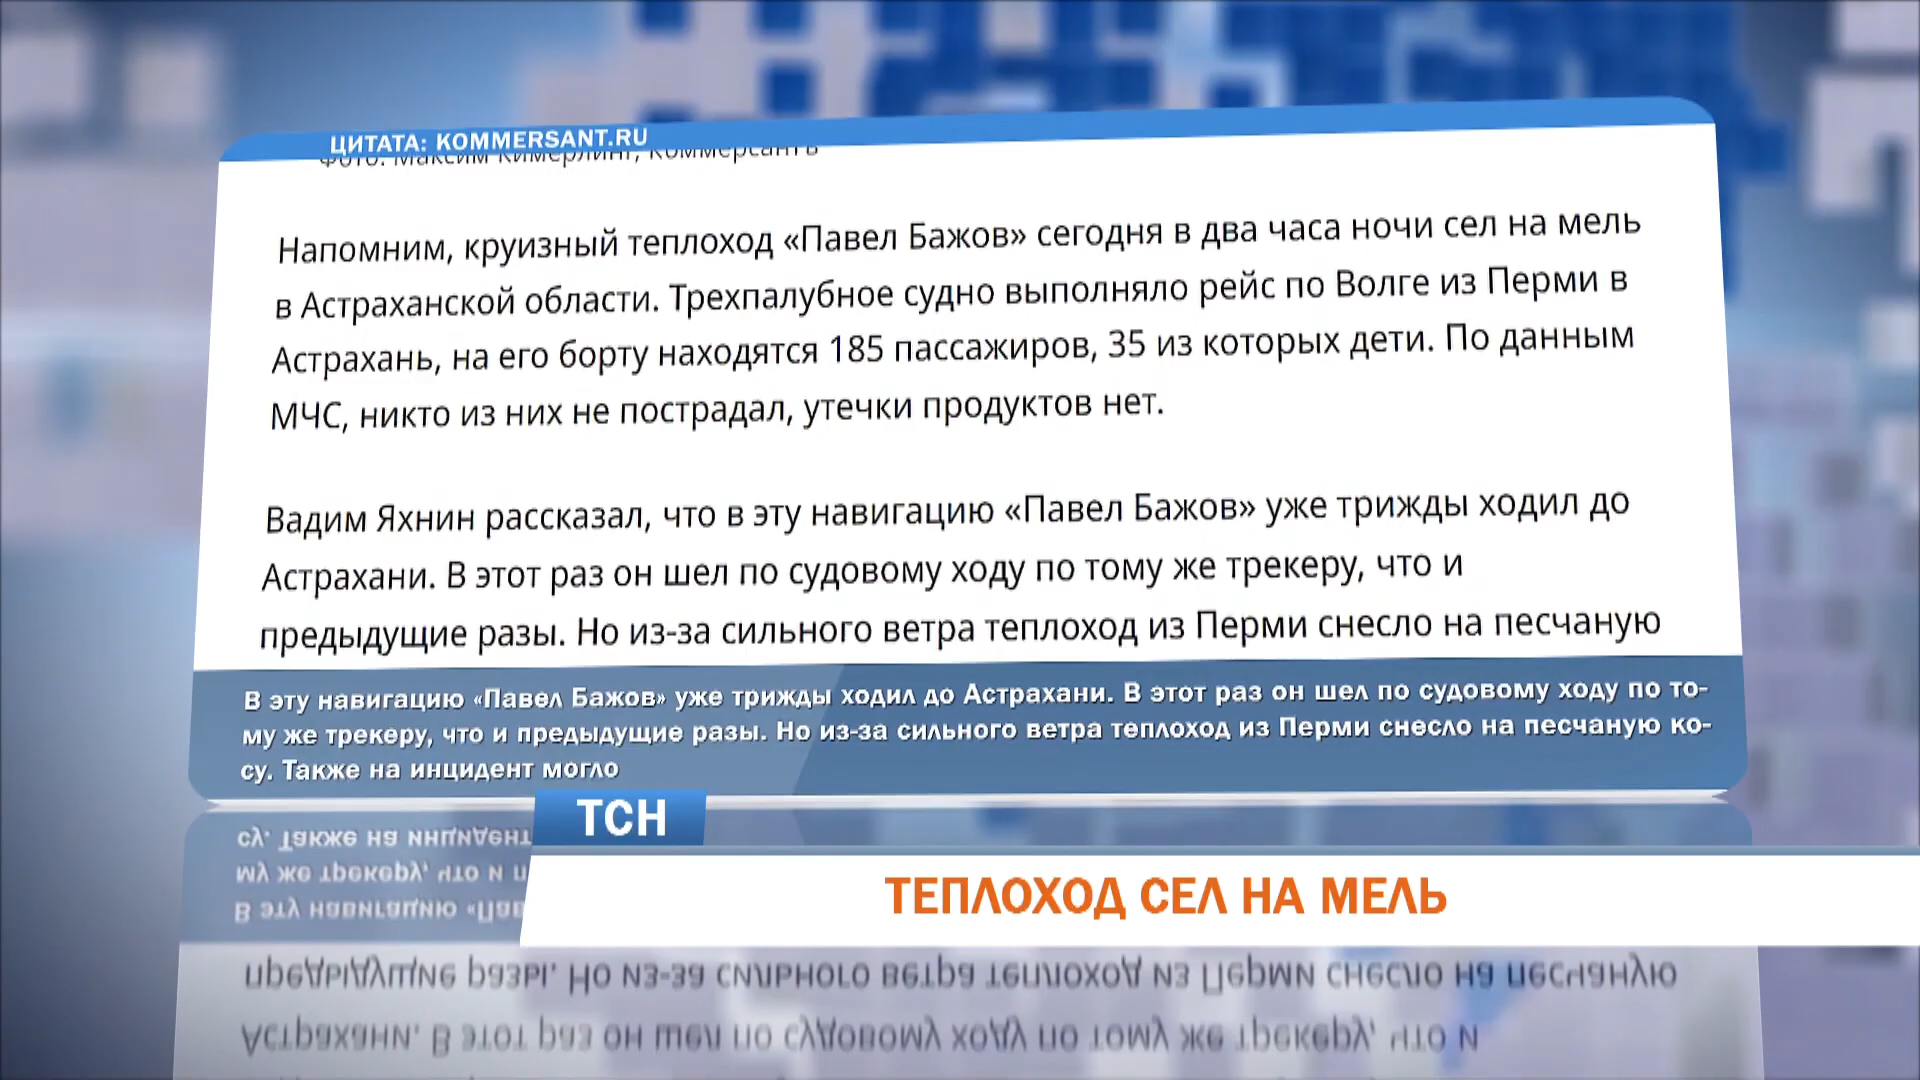 ЦИТАТА: KOMMERSANT.RU
Фото: Максим Кимерлинг, Коммерсантъ
Напомним, круизный теплоход «Павел Бажов» сегодня в два часа ночи сел на мель
в Астраханской области. Трехпалубное судно выполняло рейс по Волге из Перми в
Астрахань, на его борту находятся 185 пассажиров, 35 из которых дети. По данным
МЧС, никто из них не пострадал, утечки продуктов нет.
Вадим Яхнин рассказал, что в эту навигацию «Павел Бажов» уже трижды ходил до
Астрахани. В этот раз он шел по судовому ходу по тому же трекеру, что и
предыдущие разы. Но из-за сильного ветра теплоход из Перми снесло на песчаную
В эту навигацию «Павел Бажов» уже трижды ходил до Астрахани. В этот раз он шел по судовому ходу по то-
му же трекеру, что и предыдущие разы. Но из-за сильного ветра теплоход из Перми снесло на песчаную ко-
су. Также на инцидент могло
ТСН
ТЕПЛОХОД СЕЛ НА МЕЛЬ